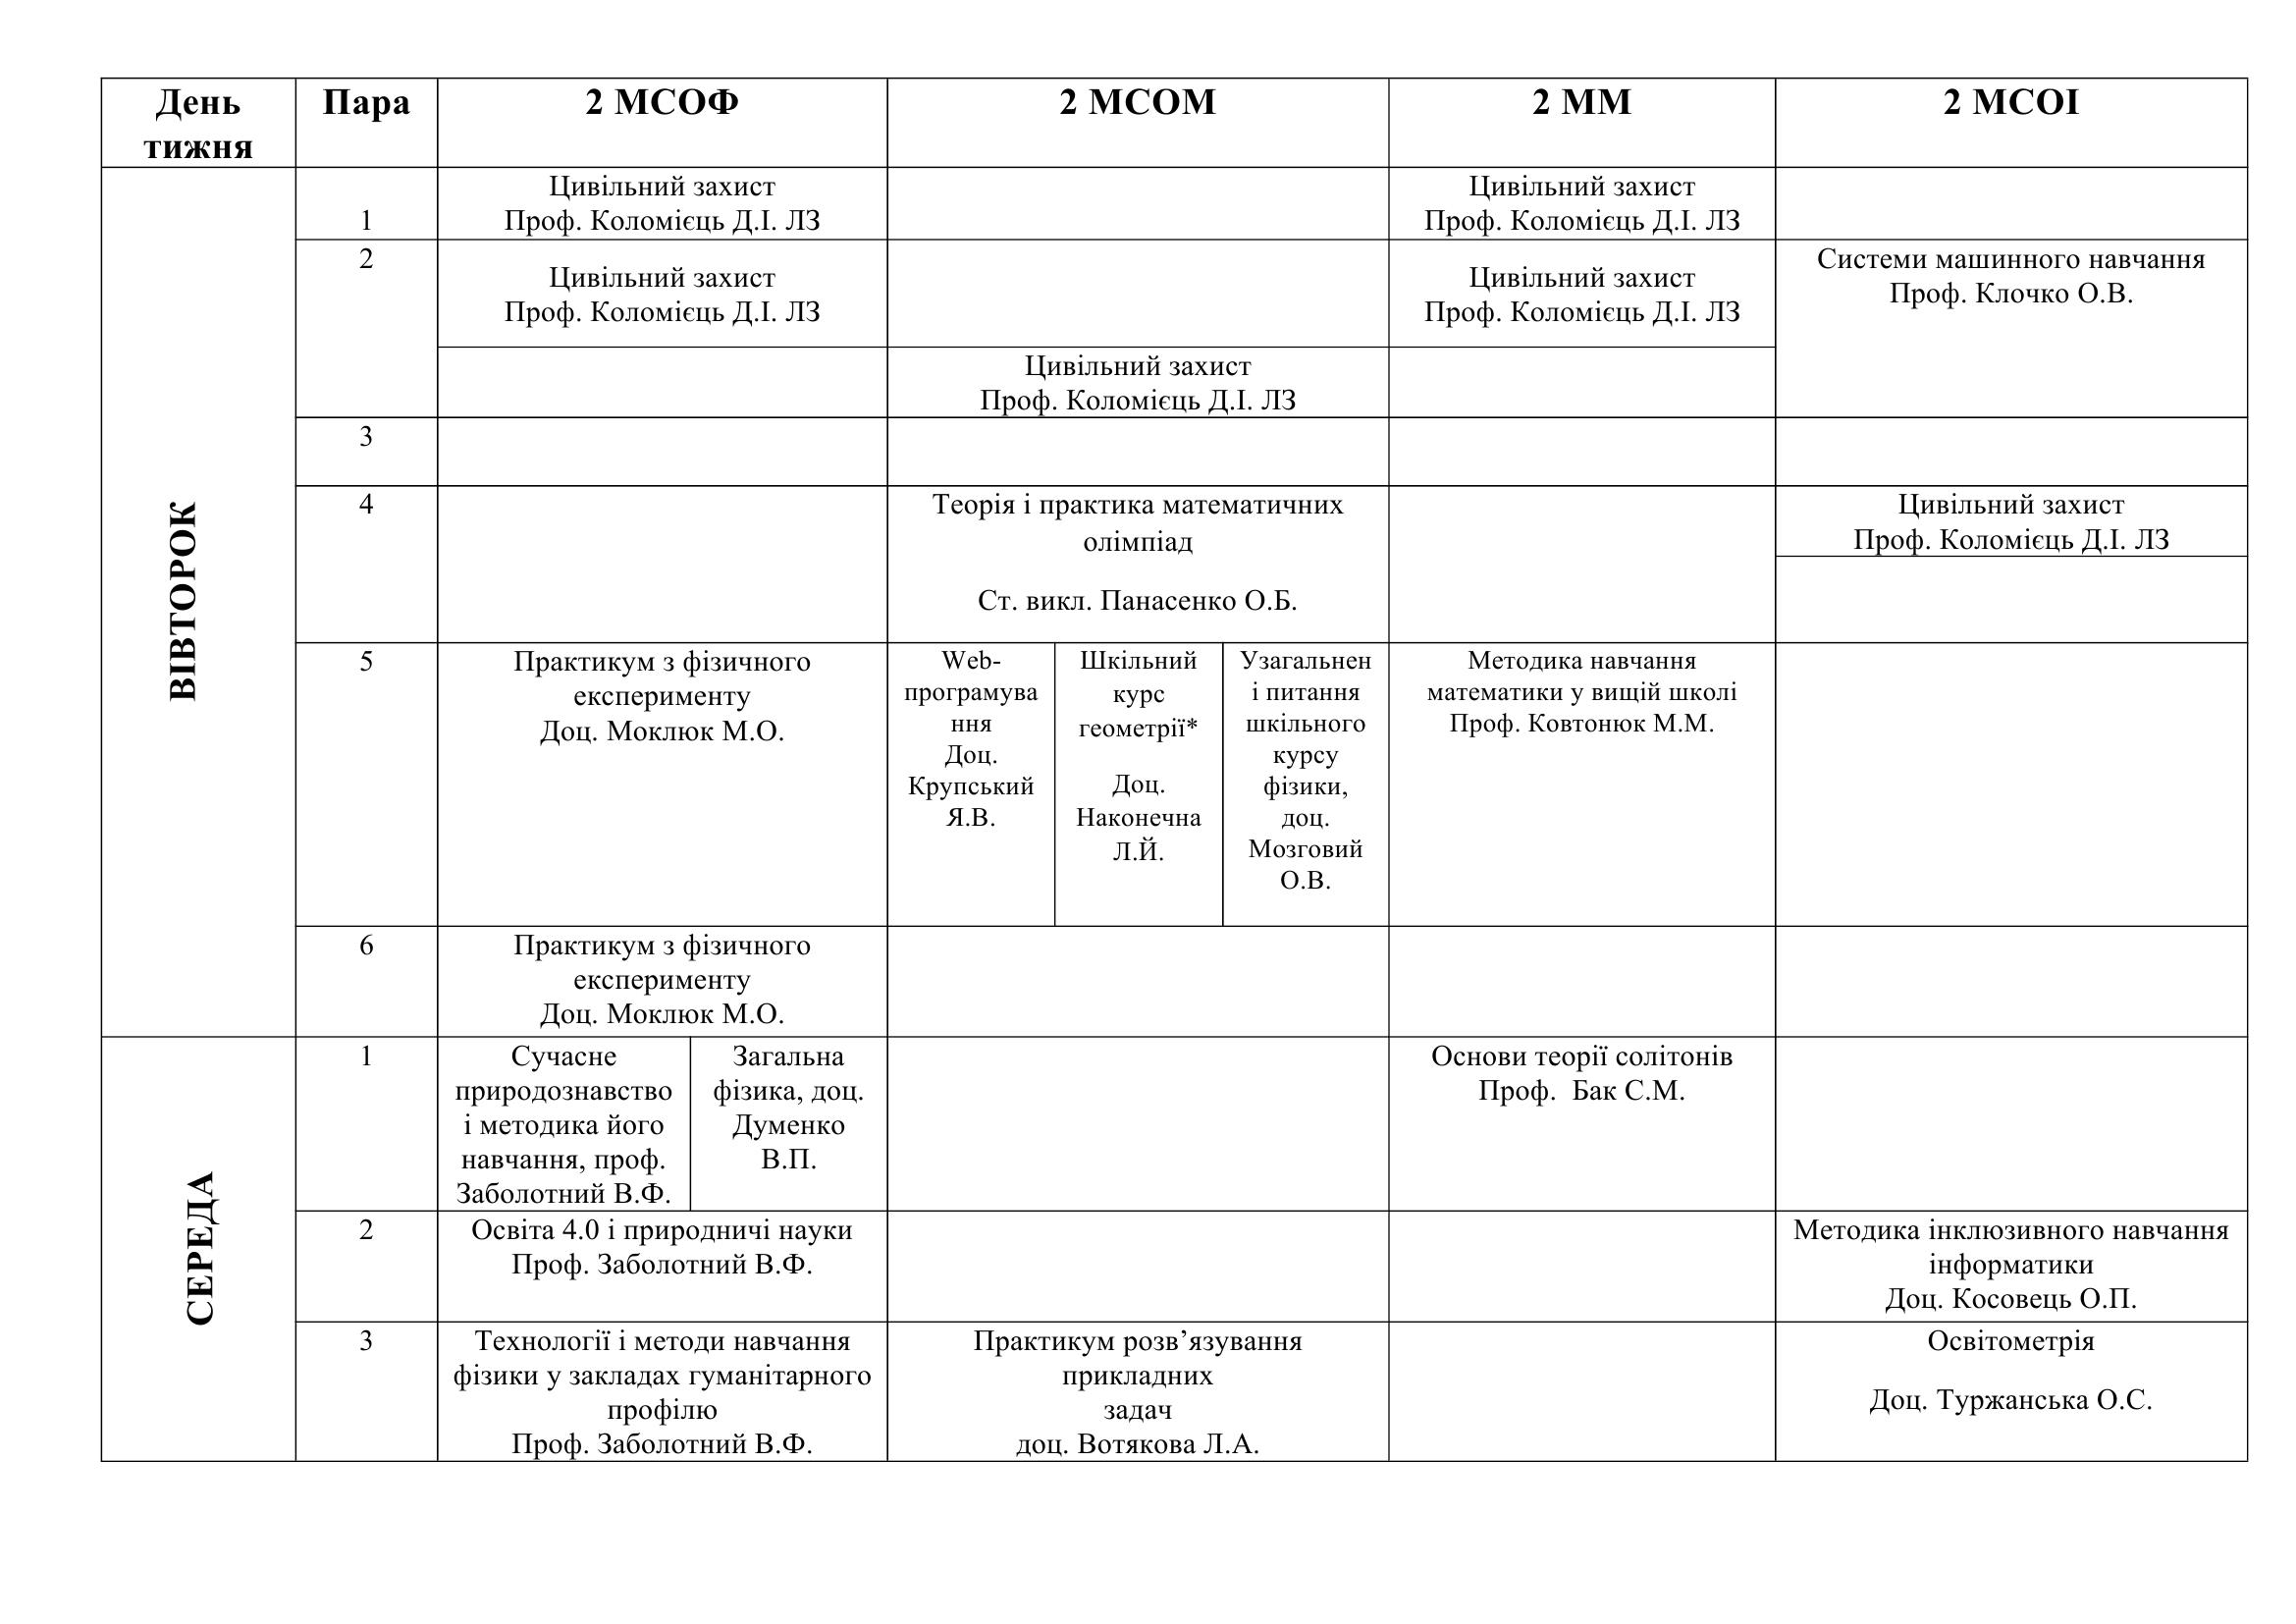 День
тижня
Пара
2 МСОФ
2 МСОМ
2 ММ
2 МСОІ
ВІВТОРОК
1
Цивільний захист
Проф. Коломієць Д.І. ЛЗ
Цивільний захист
Проф. Коломієць Д.І. ЛЗ
2
Цивільний захист
Проф. Коломієць Д.І. ЛЗ
Цивільний захист
Проф. Коломієць Д.І. ЛЗ
Системи машинного навчання
Проф. Клочко О.В.
Цивільний захист
Проф. Коломієць Д.І. ЛЗ
3
4
Теорія і практика математичних
олімпіад
Ст. викл. Панасенко О.Б.
Цивільний захист
Проф. Коломієць Д.І. ЛЗ
5
Практикум з фізичного
експерименту
Доц. Моклюк М.О.
Web-
програмува
ння
Доц.
Крупський
Я.В.
Шкільний
курс
геометрії*
Доц.
Наконечна
Л.Й.
Узагальнен
і питання
шкільного
курсу
фізики,
доц.
Мозговий
О.В.
Методика навчання
математики у вищій школі
Проф. Ковтонюк М.М.
6
Практикум з фізичного
експерименту
Доц. Моклюк М.О.
СЕРЕДА
1
Сучасне
природознавство
і методика його
навчання, проф.
Заболотний В.Ф.
Загальна
фізика, доц.
Думенко
В.П.
Основи теорії солітонів
Проф.  Бак С.М.
2
Освіта 4.0 і природничі науки
Проф. Заболотний В.Ф.
Методика інклюзивного навчання
інформатики
Доц. Косовець О.П.
3
Технології і методи навчання
фізики у закладах гуманітарного
профілю
Проф. Заболотний В.Ф.
Практикум розв’язування
прикладних
задач
доц. Вотякова Л.А.
Освітометрія
Доц. Туржанська О.С.